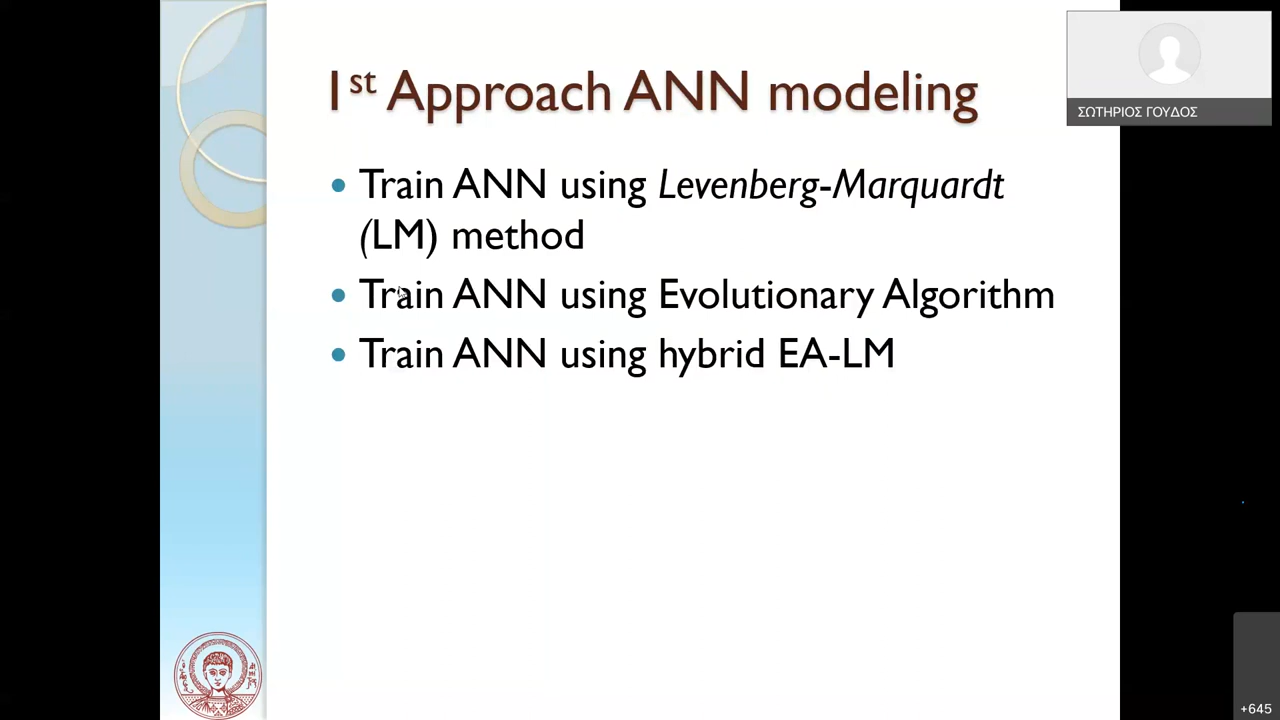 1st Approach ANN modeling
ΣΩΤΗΡΙΟΣ ΓΟΥΔΟΣ
• Train ANN using Levenberg-Marquardt
(LM) method
• Train ANN using Evolutionary Algorithm
• Train ANN using hybrid EA-LM
+645